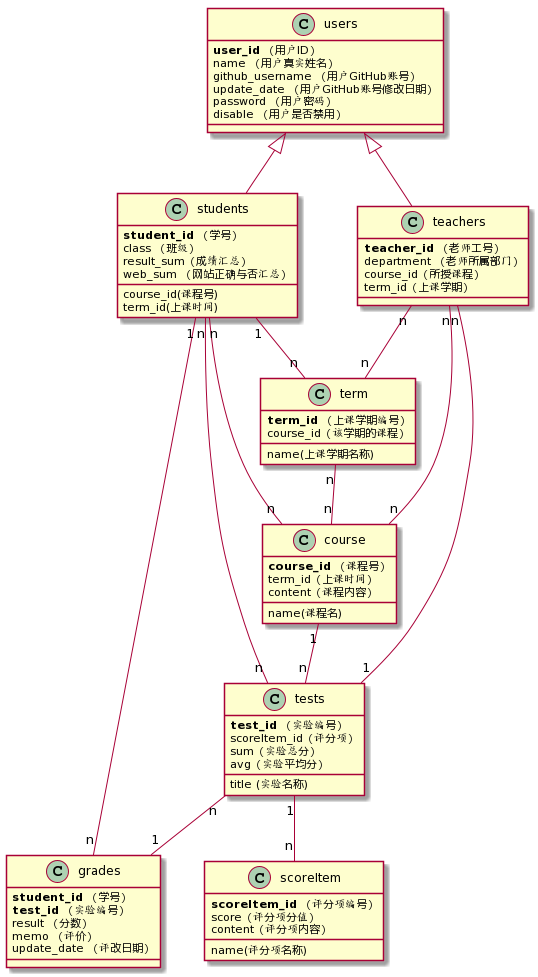 C users
user_id （用户ID）
name （用户真实姓名）
github_username （用户GitHub账号）
update_date （用户GitHub账号修改日期）
password （用户密码）
disable （用户是否禁用）
C students
student_id （学号）
class （班级）
result_sum（成绩汇总）
web_sum （网站正确与否汇总）
course_id(课程号)
term_id(上课时间)
C teachers
teacher_id （老师工号）
department （老师所属部门）
course_id（所授课程）
term_id（上课学期）
1 n n
1
n
n n
n
n
C term
term_id （上课学期编号）
course_id（该学期的课程）
name(上课学期名称)
n
n
n
n
C course
course_id （课程号）
term_id（上课时间）
content（课程内容）
name(课程名)
1
n
n
1
C tests
test_id （实验编号）
scoreItem_id（评分项）
sum（实验总分）
avg（实验平均分）
title (实验名称)
n
1
n
1
n
C grades
student_id （学号）
test_id （实验编号）
result （分数）
memo （评价）
update_date （评改日期）
C scoreItem
scoreItem_id （评分项编号）
score（评分项分值）
content（评分项内容）
name(评分项名称)